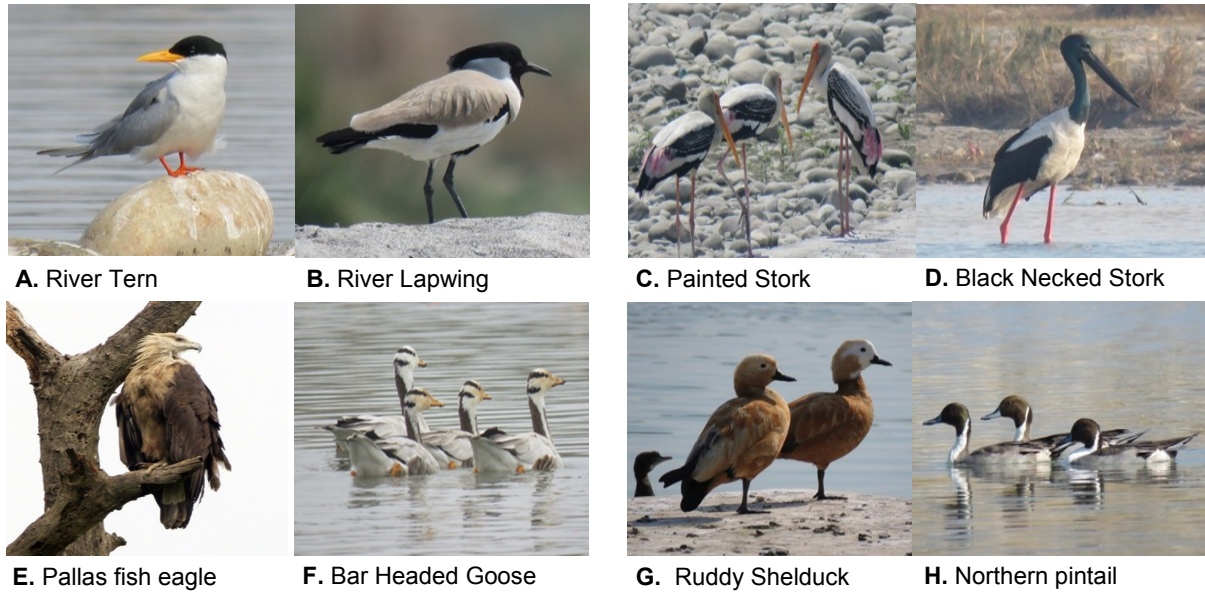 A. River Tern
B. River Lapwing
C. Painted Stork
D. Black Necked Stork
E. Pallas fish eagle
F. Bar Headed Goose
G. Ruddy Shelduck
H. Northern pintail